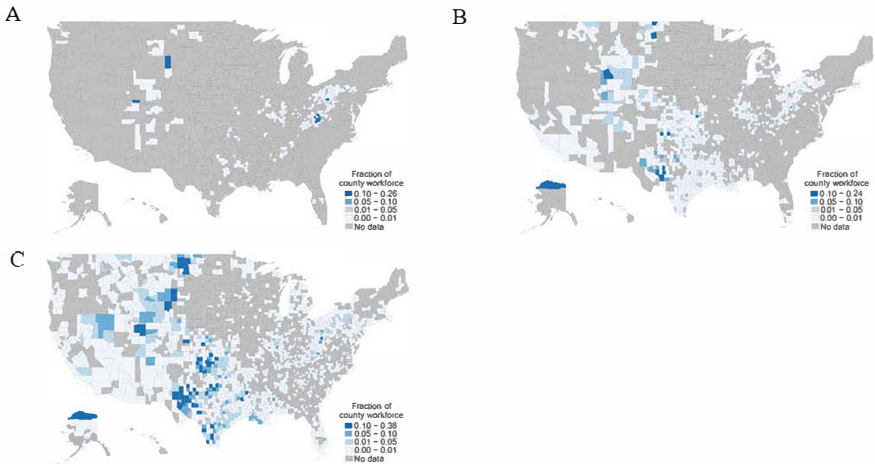 A
Fraction of
county workforce
0.10 – 0.26
0.05 – 0.10
0.01 – 0.05
0.00 – 0.01
No data
B
Fraction of
county workforce
0.10 – 0.24
0.05 – 0.10
0.01 – 0.05
0.00 – 0.01
No data
C
Fraction of
county workforce
0.10 – 0.38
0.05 – 0.10
0.01 – 0.05
0.00 – 0.01
No data